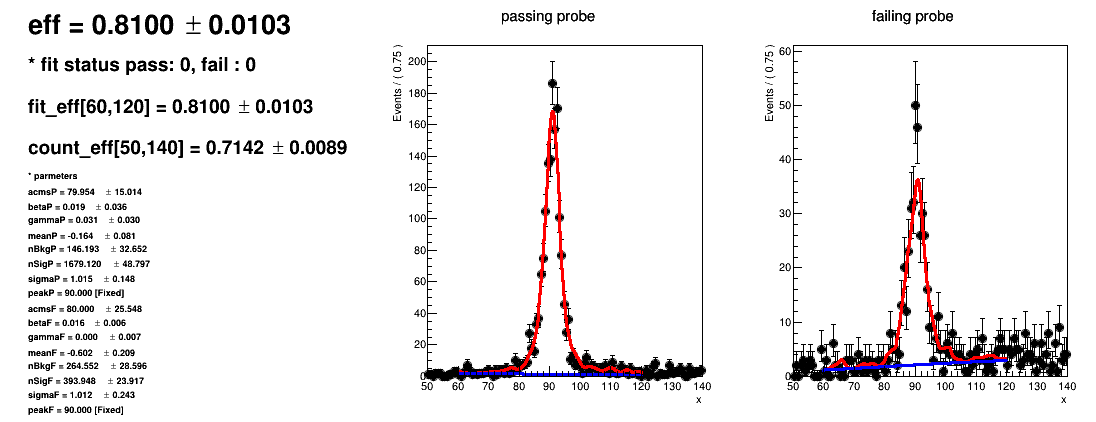 eff = 0.8100 ± 0.0103
* fit status pass: 0, fail : 0
fit_eff[60,120] = 0.8100 ± 0.0103
count_eff[50,140] = 0.7142 ± 0.0089
* parmeters
acmsP = 79.954 ± 15.014
betaP = 0.019 ± 0.036
gammaP = 0.031 ± 0.030
meanP = -0.164 ± 0.081
nBkgP = 146.193 ± 32.652
nSigP = 1679.120 ± 48.797
sigmaP = 1.015 ± 0.148
peakP = 90.000 [Fixed]
acmsF = 80.000 ± 25.548
betaF = 0.016 ± 0.006
gammaF = 0.000 ± 0.007
meanF = -0.602 ± 0.209
nBkgF = 264.552 ± 28.596
nSigF = 393.948 ± 23.917
sigmaF = 1.012 ± 0.243
peakF = 90.000 [Fixed]
passing probe
Events / ( 0.75 )
200
180
160
140
120
100
80
60
40
20
0
50 60 70 80 90 100 110 120 130 140
x
failing probe
Events / ( 0.75 )
60
50
40
30
20
10
0
50 60 70 80 90 100 110 120 130 140
x